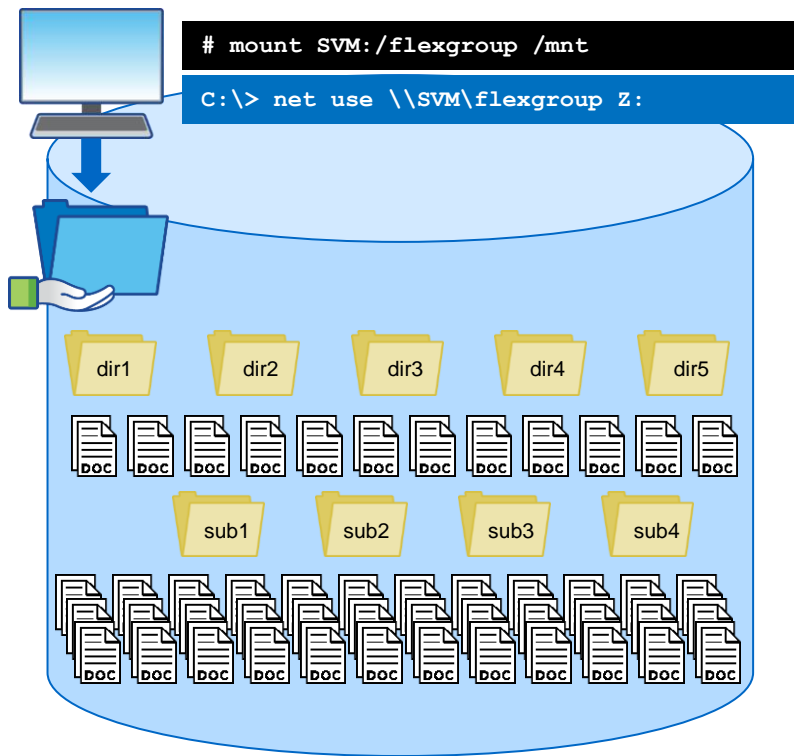 # mount SVM:/flexgroup /mnt
C:\> net use \\SVM\flexgroup Z:
dir1 dir2 dir3 dir4 dir5
DOC DOC DOC DOC DOC DOC DOC DOC DOC DOC DOC DOC
sub1 sub2 sub3 sub4
DOC DOC DOC DOC DOC DOC DOC DOC DOC DOC DOC DOC